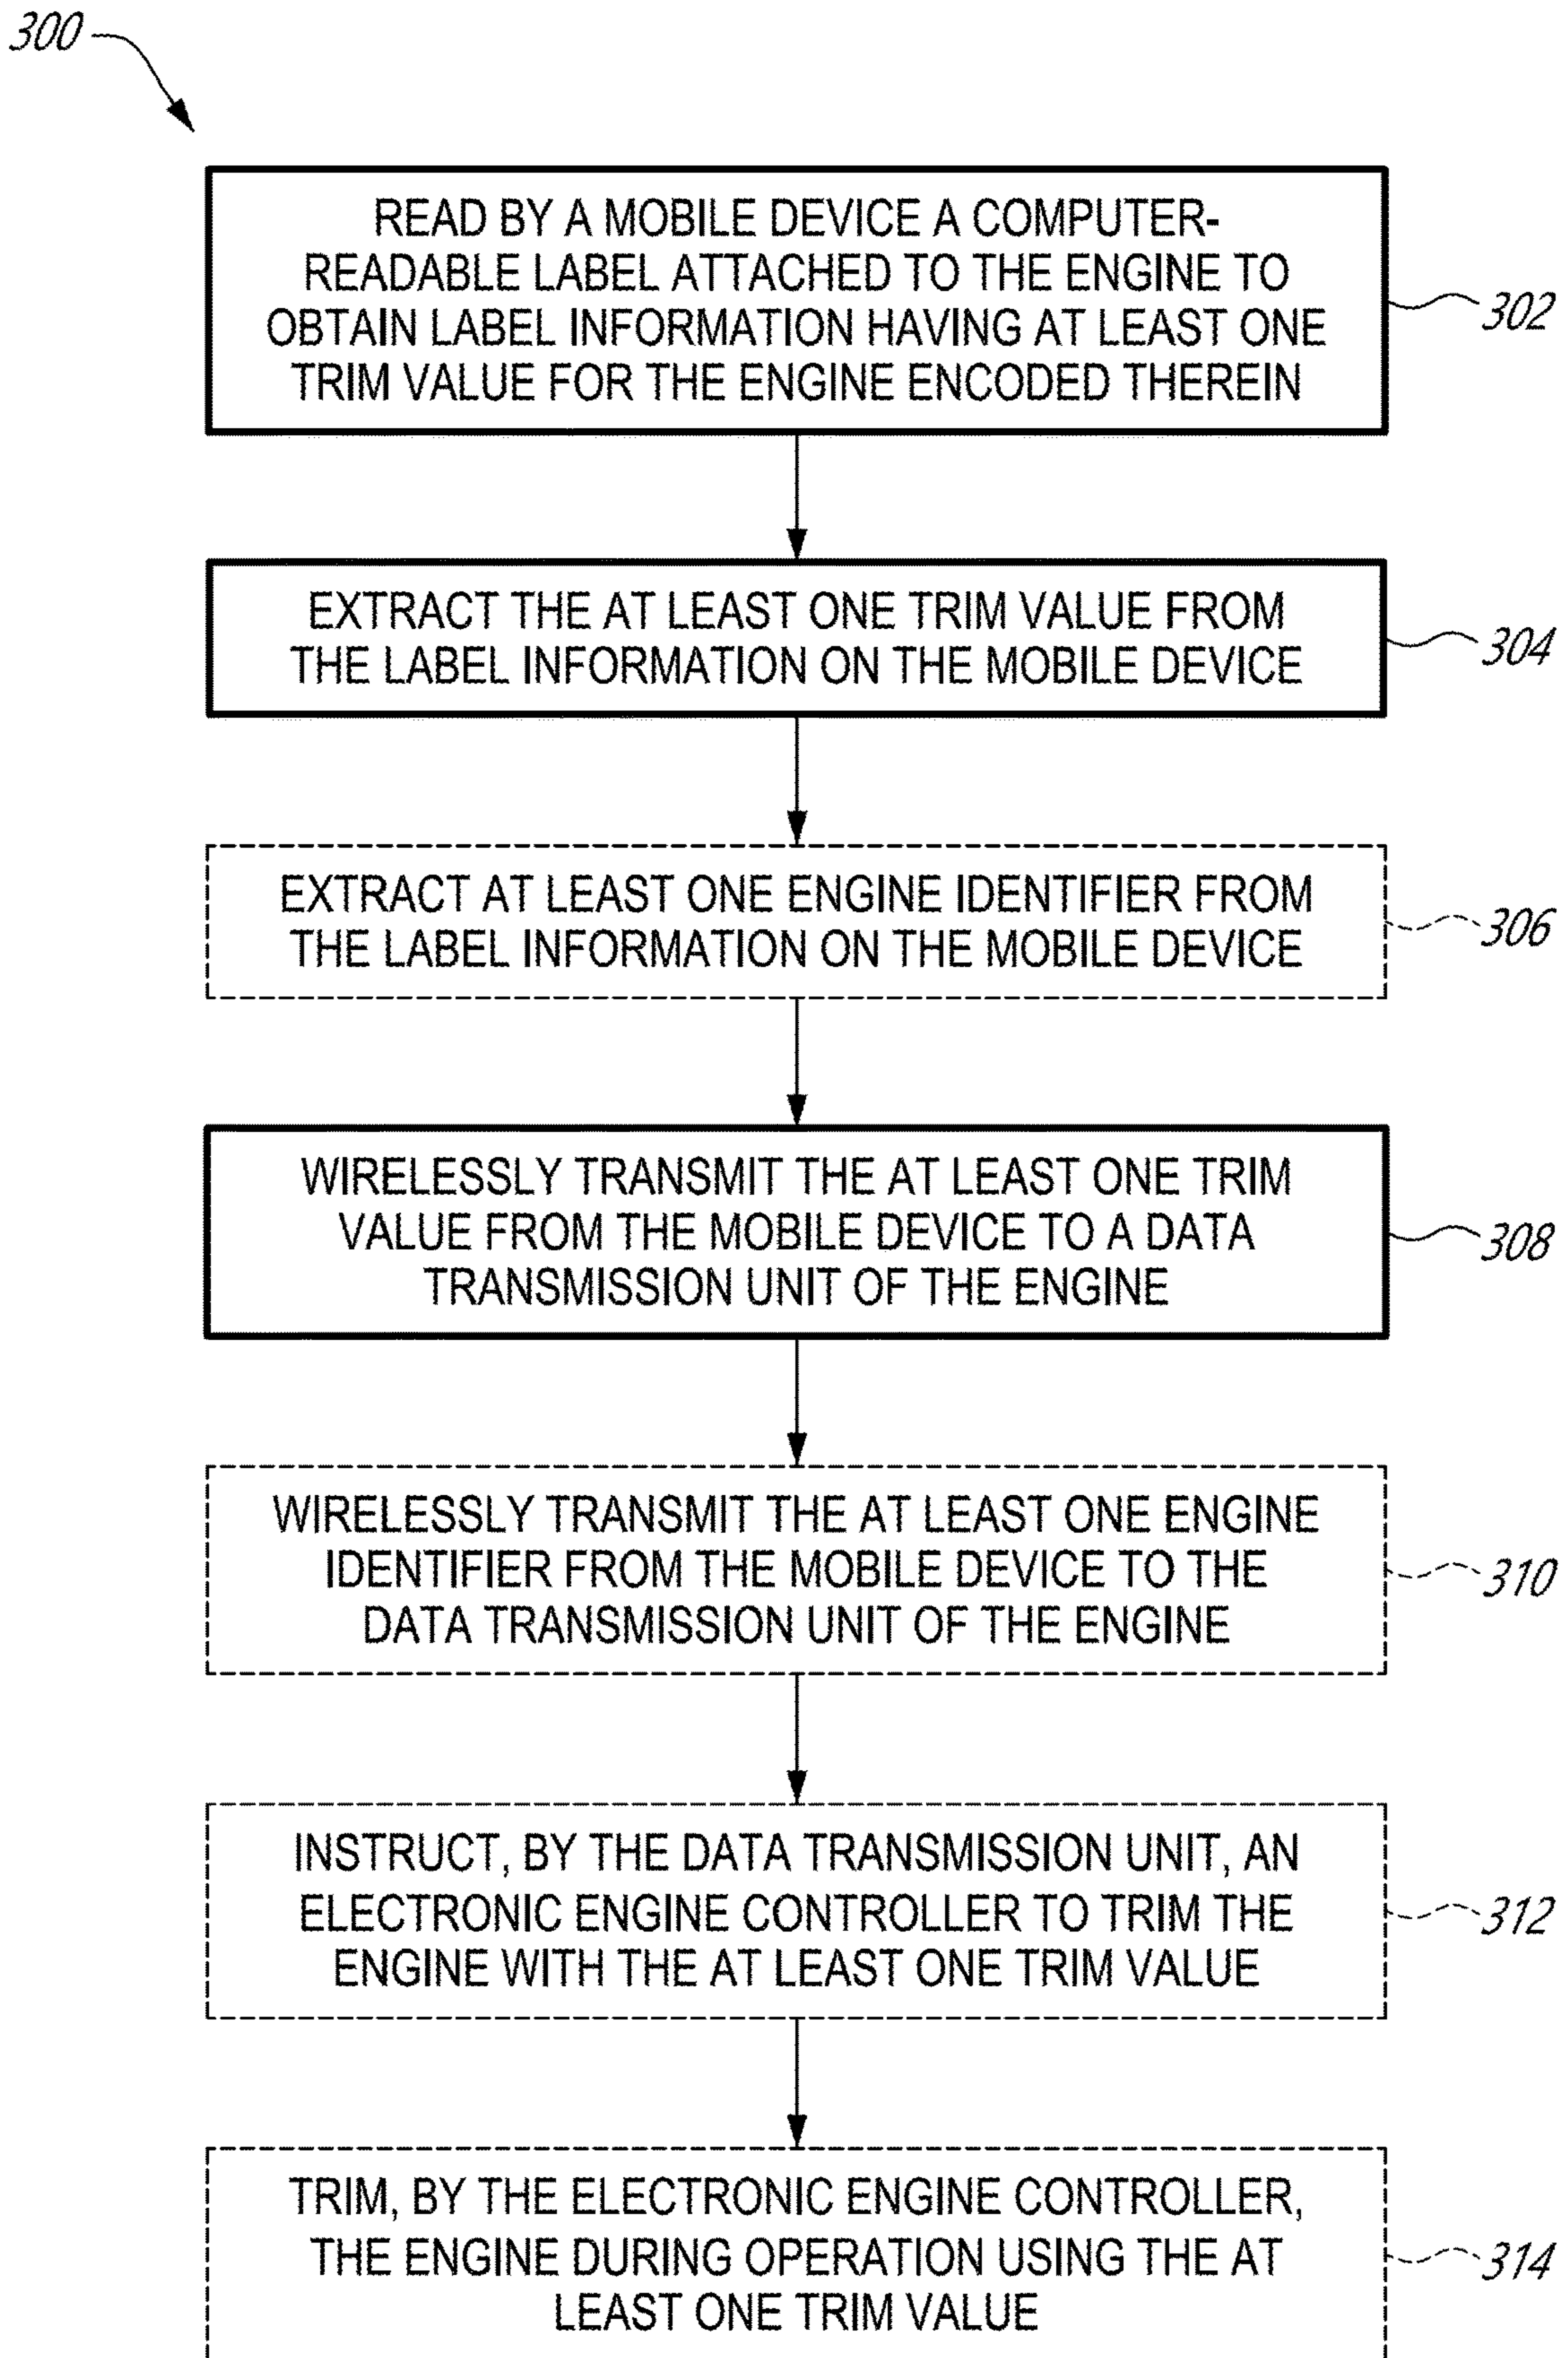 300
READ BY A MOBILE DEVICE A COMPUTER-
READABLE LABEL ATTACHED TO THE ENGINE TO
OBTAIN LABEL INFORMATION HAVING AT LEAST ONE
TRIM VALUE FOR THE ENGINE ENCODED THEREIN
302
EXTRACT THE AT LEAST ONE TRIM VALUE FROM
THE LABEL INFORMATION ON THE MOBILE DEVICE
304
EXTRACT AT LEAST ONE ENGINE IDENTIFIER FROM
THE LABEL INFORMATION ON THE MOBILE DEVICE
306
WIRELESSLY TRANSMIT THE AT LEAST ONE TRIM
VALUE FROM THE MOBILE DEVICE TO A DATA
TRANSMISSION UNIT OF THE ENGINE
308
WIRELESSLY TRANSMIT THE AT LEAST ONE ENGINE
IDENTIFIER FROM THE MOBILE DEVICE TO THE
DATA TRANSMISSION UNIT OF THE ENGINE
310
INSTRUCT, BY THE DATA TRANSMISSION UNIT, AN
ELECTRONIC ENGINE CONTROLLER TO TRIM THE
ENGINE WITH THE AT LEAST ONE TRIM VALUE
312
TRIM, BY THE ELECTRONIC ENGINE CONTROLLER,
THE ENGINE DURING OPERATION USING THE AT
LEAST ONE TRIM VALUE
314